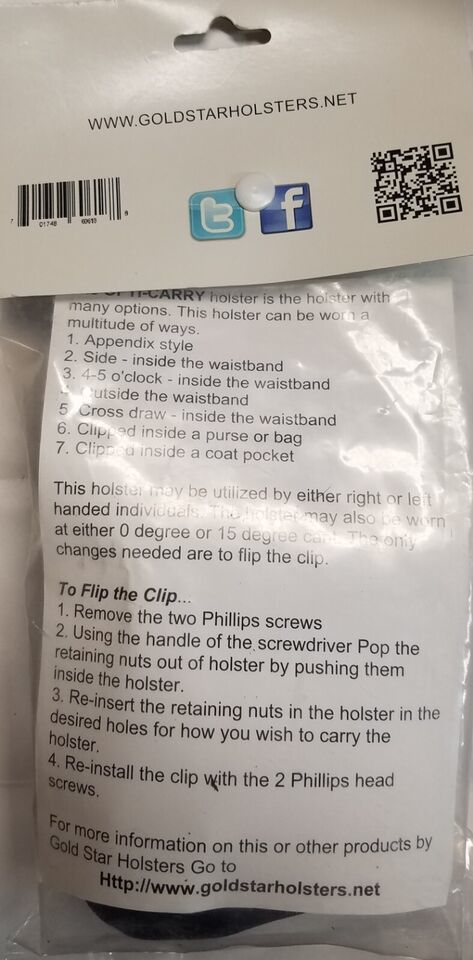 WWW.GOLDSTARHOLSTERS.NET
7 01748 60619 8
t f
TI-CARRY holster is the holster with
many options. This holster can be worn a
multitude of ways.
1. Appendix style
2. Side - inside the waistband
3. 4-5 o'clock - inside the waistband
Outside the waistband
5. Cross draw - inside the waistband
6. Clipped inside a purse or bag
7. Clipped inside a coat pocket
This holster may be utilized by either right or left
handed individuals. The holster may also be worn
at either 0 degree or 15 degree cant. The only
changes needed are to flip the clip.
To Flip the Clip...
1. Remove the two Phillips screws
2. Using the handle of the screwdriver Pop the
retaining nuts out of holster by pushing them
inside the holster.
3. Re-insert the retaining nuts in the holster in the
desired holes for how you wish to carry the
holster.
4. Re-install the clip with the 2 Phillips head
screws.
For more information on this or other products by
Gold Star Holsters Go to
Http://www.goldstarholsters.net